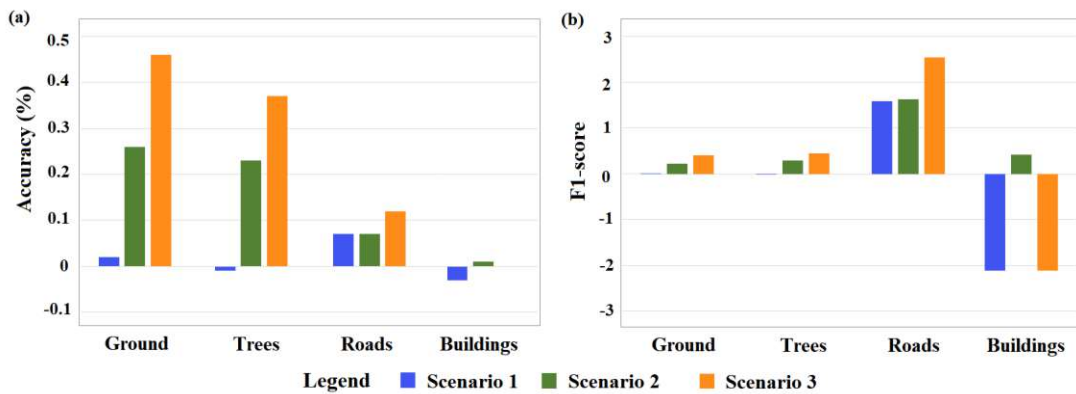 (a)
Accuracy (%)
0.5
0.4
0.3
0.2
0.1
0
-0.1
Ground Trees Roads Buildings
(b)
F1-score
3
2
1
0
-1
-2
-3
Ground Trees Roads Buildings
Legend Scenario 1 Scenario 2 Scenario 3